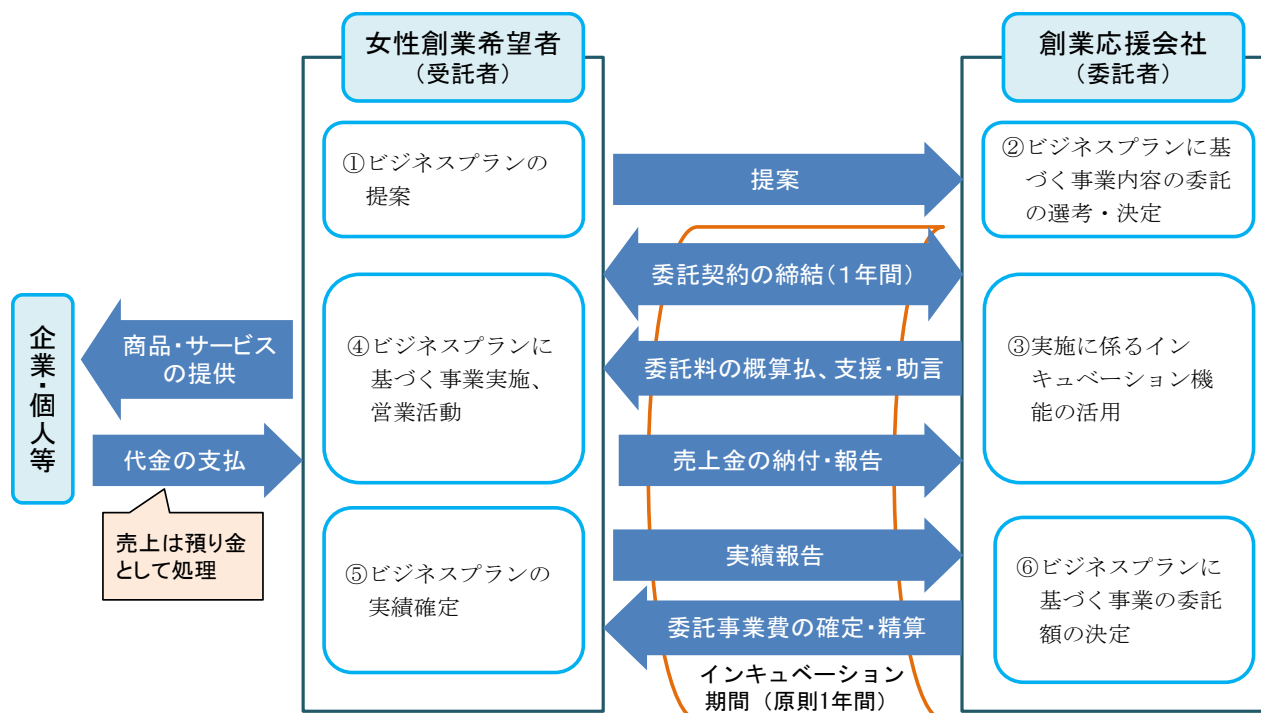 女性創業希望者
（受託者）
創業応援会社
（委託者）
①ビジネスプランの
提案
提案
②ビジネスプランに基
づく事業内容の委託
の選考・決定
委託契約の締結（１年間）
企業・個人等
商品・サービス
の提供
④ビジネスプランに
基づく事業実施、
営業活動
委託料の概算払、支援・助言
③実施に係るイン
キュベーション機
能の活用
代金の支払
売上金の納付・報告
売上は預り金
として処理
⑤ビジネスプランの
実績確定
実績報告
⑥ビジネスプランに
基づく事業の委託
額の決定
委託事業費の確定・精算
インキュベーション
期間（原則1年間）